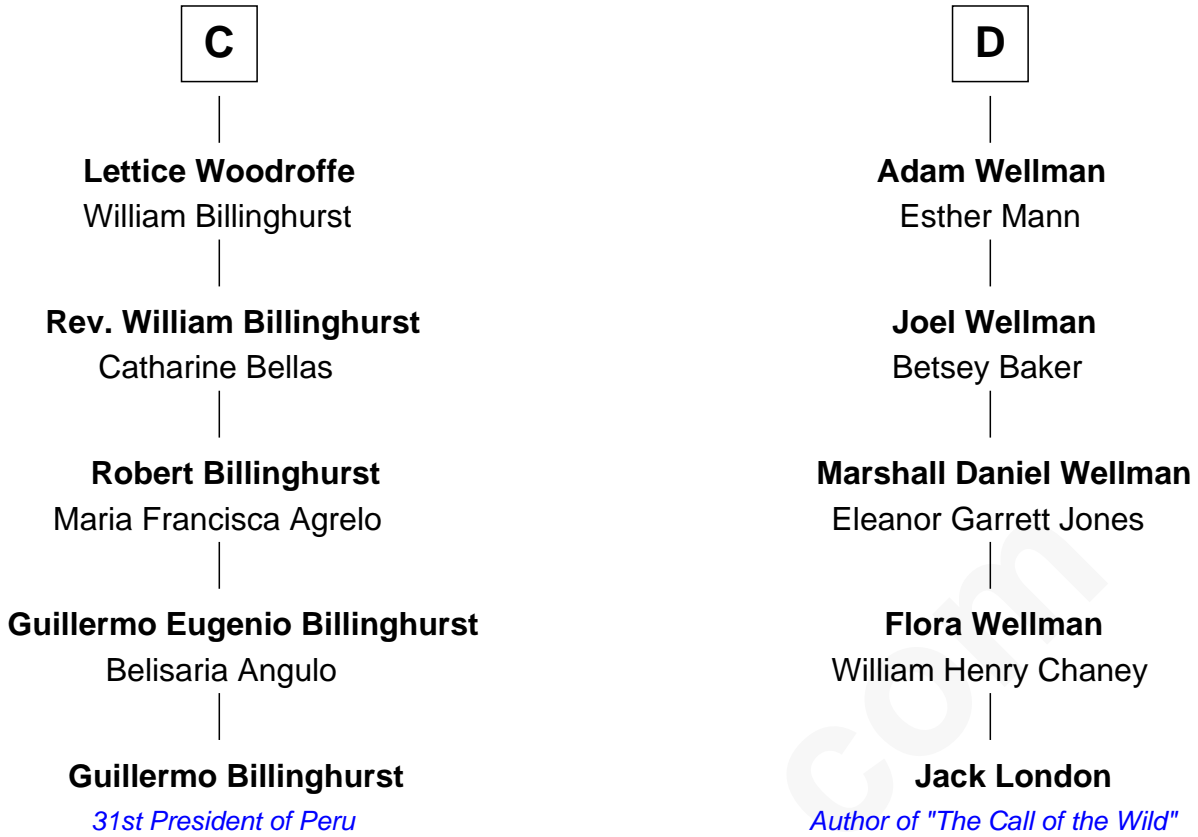 C
Lettice Woodroffe
William Billinghurst
Rev. William Billinghurst
Catharine Bellas
Robert Billinghurst
Maria Francisca Agrelo
Guillermo Eugenio Billinghurst
Belisaria Angulo
Guillermo Billinghurst
31st President of Peru
D
Adam Wellman
Esther Mann
Joel Wellman
Betsey Baker
Marshall Daniel Wellman
Eleanor Garrett Jones
Flora Wellman
William Henry Chaney
Jack London
Author of "The Call of the Wild"
com